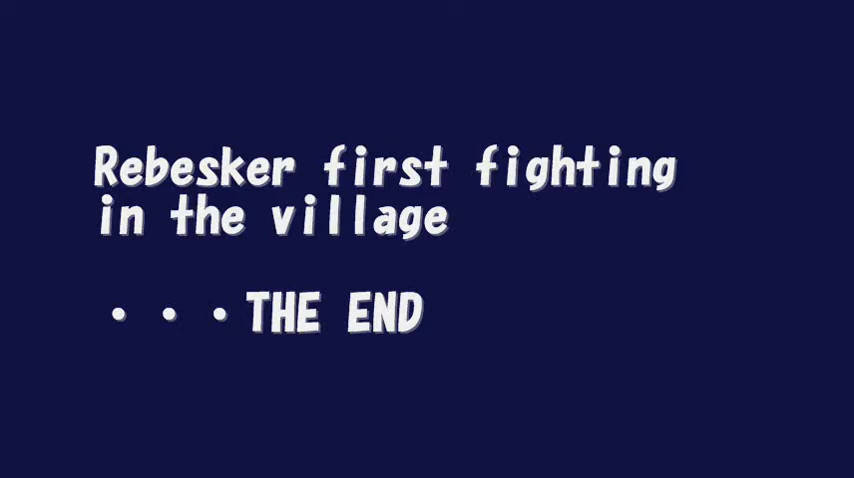 Rebesker first fighting
in the village
・・・THE END